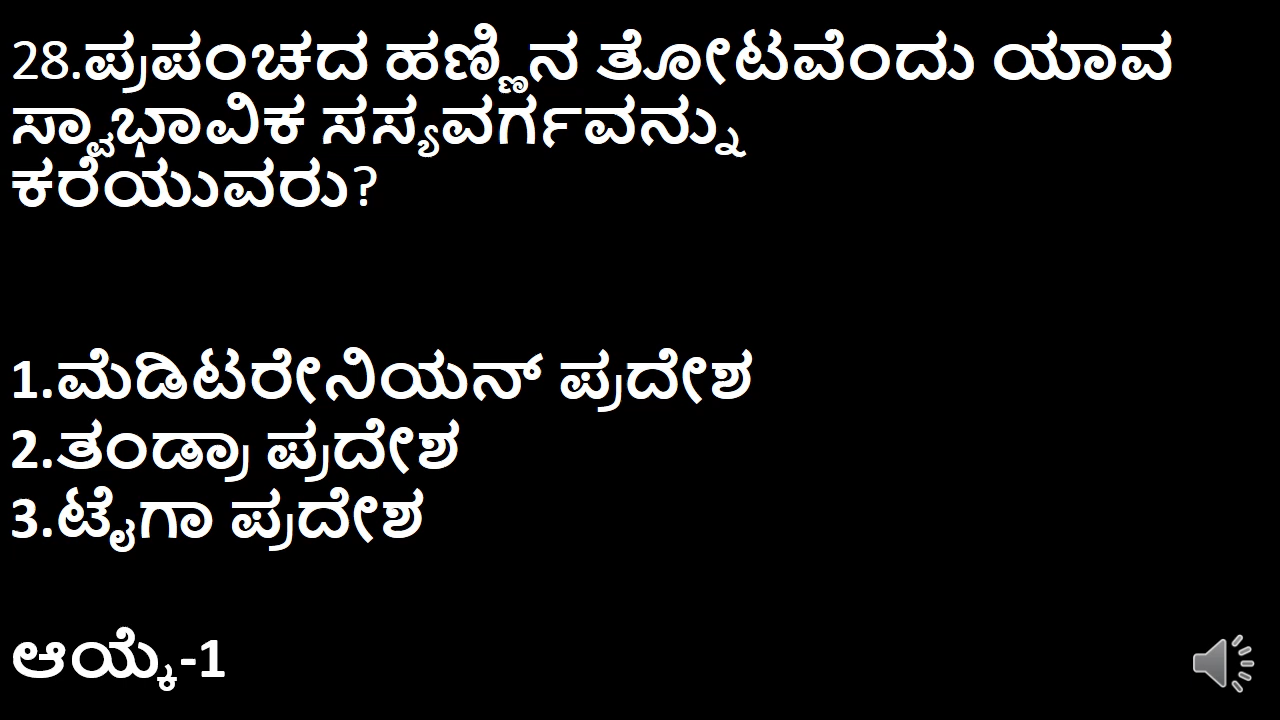 28.ಪ್ರಪಂಚದ ಹಣ್ಣಿನ ತೋಟವೆಂದು ಯಾವ
ಸ್ವಾಭಾವಿಕ ಸಸ್ಯವರ್ಗವನ್ನು
ಕರೆಯುವರು?
1.ಮೆಡಿಟರೇನಿಯನ್ ಪ್ರದೇಶ
2.ತಂಡ್ರಾ ಪ್ರದೇಶ
3.ಟೈಗಾ ಪ್ರದೇಶ
ಆಯ್ಕೆ-1